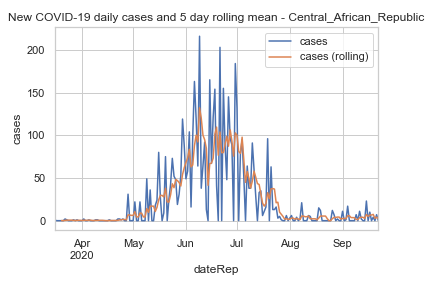 New COVID-19 daily cases and 5 day rolling mean - Central_African_Republic
cases
cases (rolling)
200
150
100
50
0
cases
Apr
2020
May
Jun
Jul
Aug
Sep
dateRep